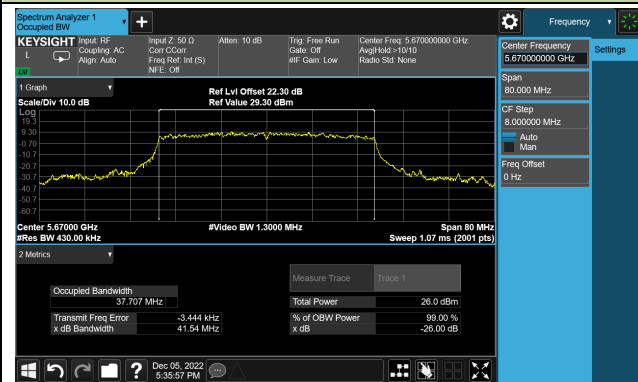 Spectrum Analyzer 1
Occupied BW
Frequency
KEYSIGHT
L
Input: RF
Coupling: AC
Align: Auto
Input Z: 50 Ω
Corr CCorr
Freq Ref: Int (S)
NFE: Off
Atten: 10 dB
Trig: Free Run
Gate: Off
#IF Gain: Low
Center Freq: 5.670000000 GHz
Avg|Hold:>10/10
Radio Std: None
Center Frequency
5.670000000 GHz
Settings
Span
80.000 MHz
CF Step
8.000000 MHz
Auto
Man
Freq Offset
0 Hz
1 Graph
Scale/Div 10.0 dB
Ref Lvl Offset 22.30 dB
Ref Value 29.30 dBm
Log
19.3
9.30
-0.70
-10.7
-20.7
-30.7
-40.7
-50.7
-60.7
Center 5.67000 GHz
#Video BW 1.3000 MHz
Span 80 MHz
#Res BW 430.00 kHz
Sweep 1.07 ms (2001 pts)
2 Metrics
Measure Trace
Trace 1
Occupied Bandwidth
37.707 MHz
Total Power
26.0 dBm
Transmit Freq Error
-3.444 kHz
% of OBW Power
99.00 %
x dB Bandwidth
41.54 MHz
x dB
-26.00 dB
?
Dec 05, 2022
5:35:57 PM